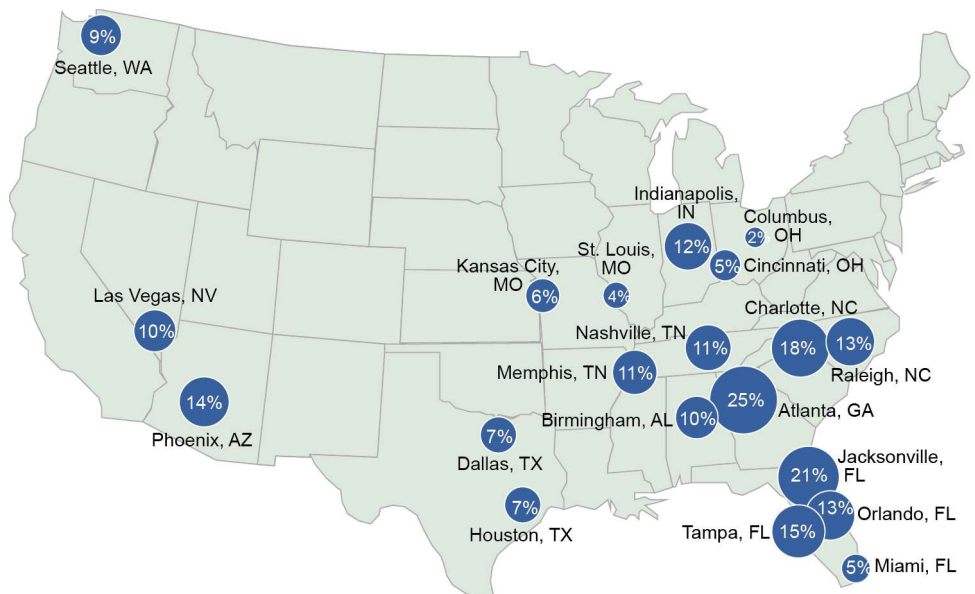 9%
Seattle, WA
Indianapolis,
IN
12%
Columbus,
OH
2%
5%
Cincinnati, OH
St. Louis,
MO
4%
Kansas City,
MO
6%
Las Vegas, NV
10%
Charlotte, NC
18%
13%
Raleigh, NC
Nashville, TN
11%
Memphis, TN
11%
14%
Phoenix, AZ
Birmingham, AL
10%
25%
Atlanta, GA
7%
Dallas, TX
7%
Houston, TX
Jacksonville,
FL
21%
13%
Orlando, FL
Tampa, FL
15%
5%
Miami, FL